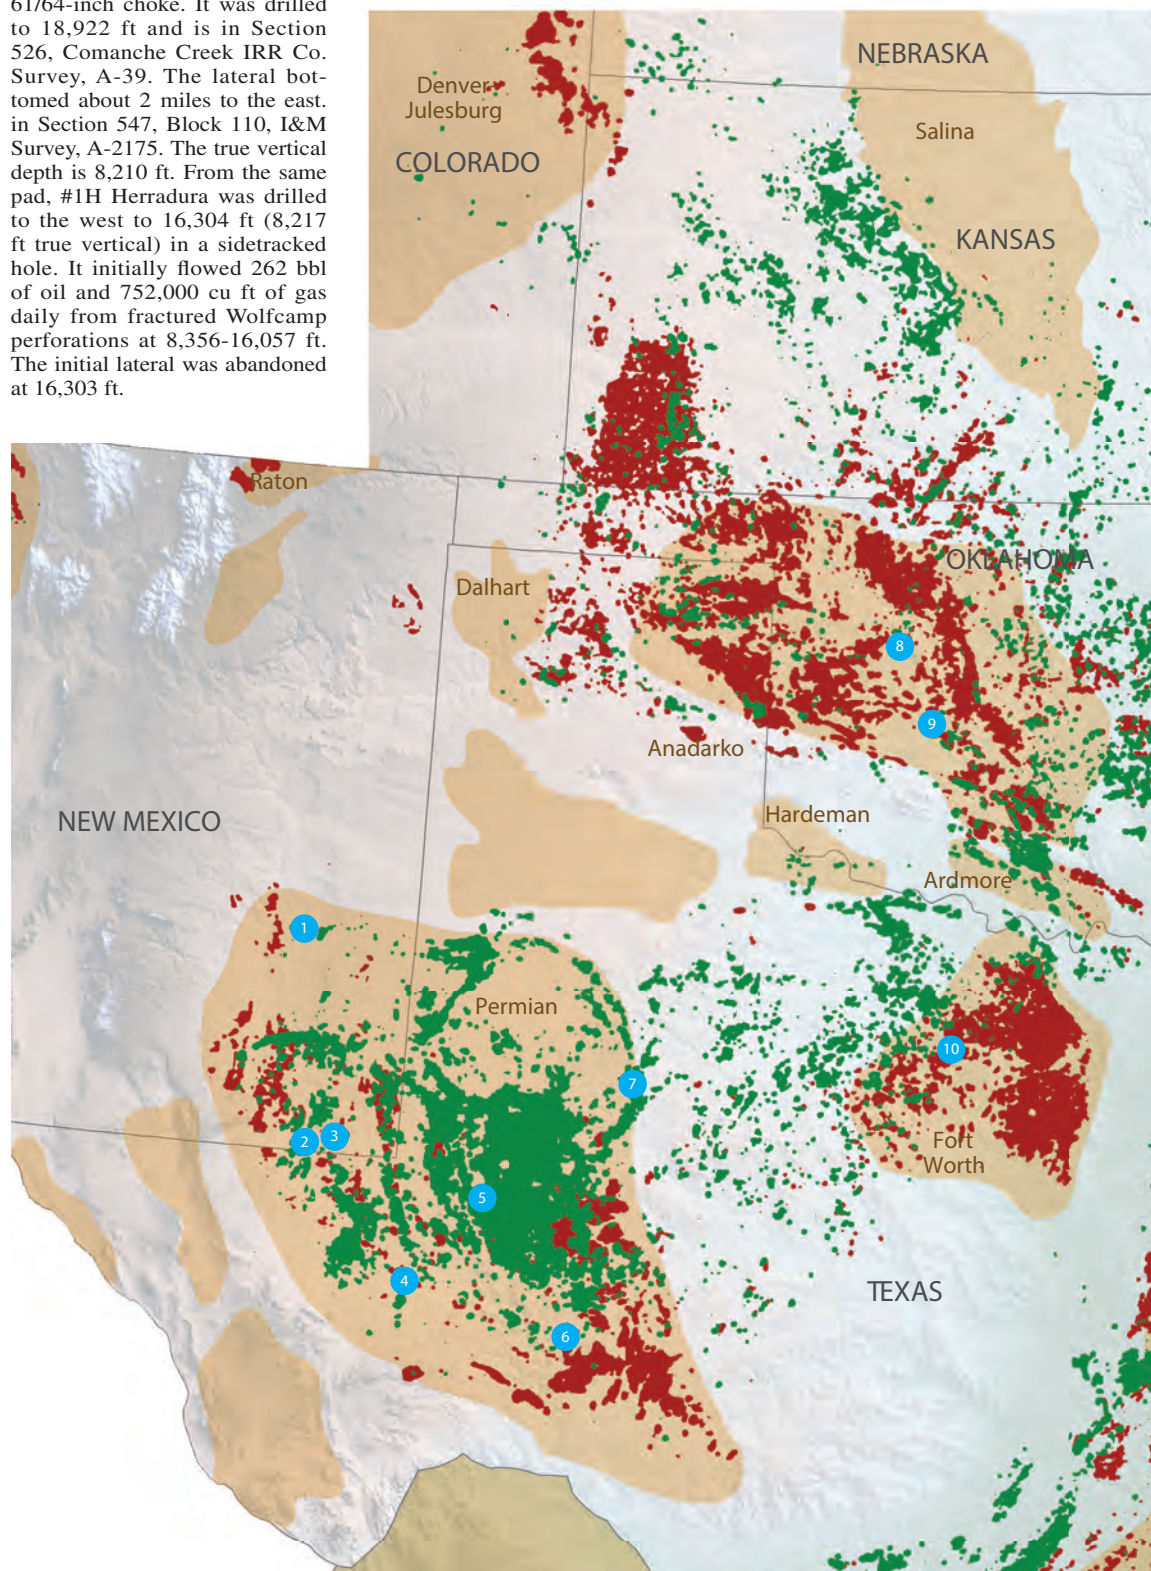 61/64-inch choke. It was drilled
to 18,922 ft and is in Section
526, Comanche Creek IRR Co.
Survey, A-39. The lateral bot-
tomed about 2 miles to the east.
in Section 547, Block 110, I&M
Survey, A-2175. The true vertical
depth is 8,210 ft. From the same
pad, #1H Herradura was drilled
to the west to 16,304 ft (8,217
ft true vertical) in a sidetracked
hole. It initially flowed 262 bbl
of oil and 752,000 cu ft of gas
daily from fractured Wolfcamp
perforations at 8,356-16,057 ft.
The initial lateral was abandoned
at 16,303 ft.
NEBRASKA
Denver-
Julesburg
Salina
COLORADO
KANSAS
Raton
OKLAHOMA
Dalhart
8
9
Anadarko
NEW MEXICO
Hardeman
Ardmore
1
Permian
10
7
2
3
Fort
Worth
5
4
TEXAS
6